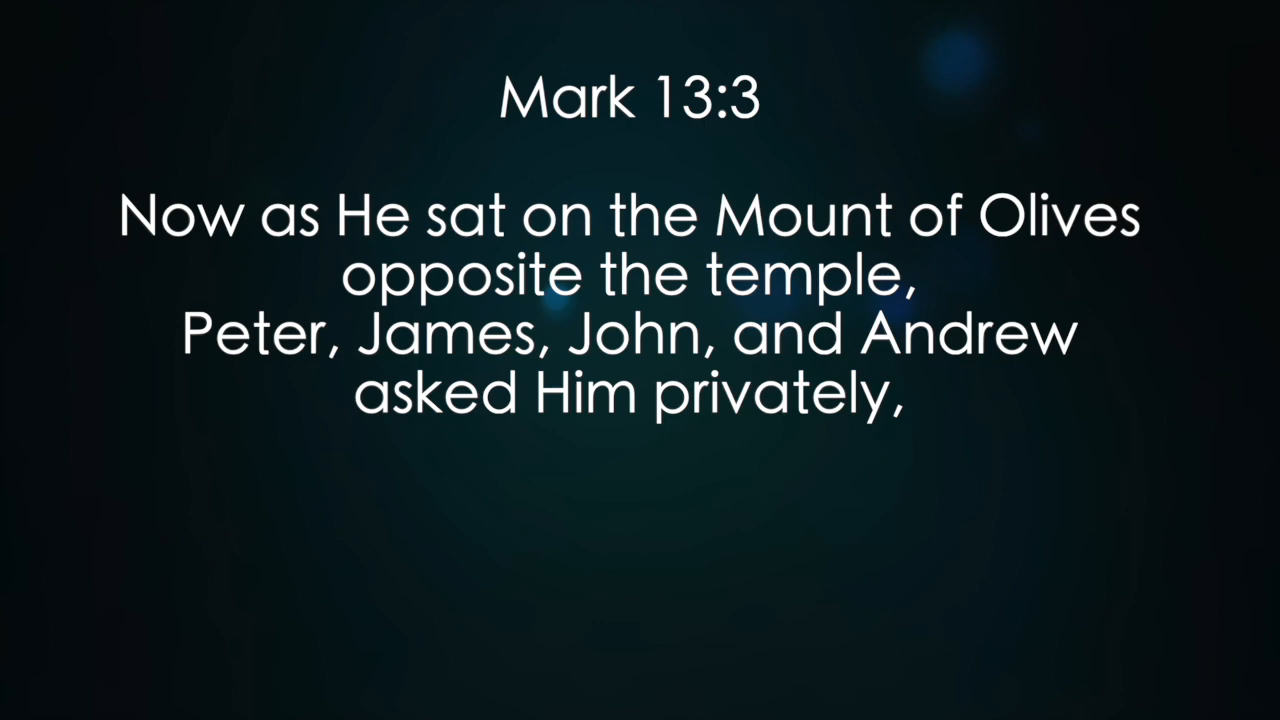 Mark 13:3
Now as He sat on the Mount of Olives
opposite the temple,
Peter, James, John, and Andrew
asked Him privately,